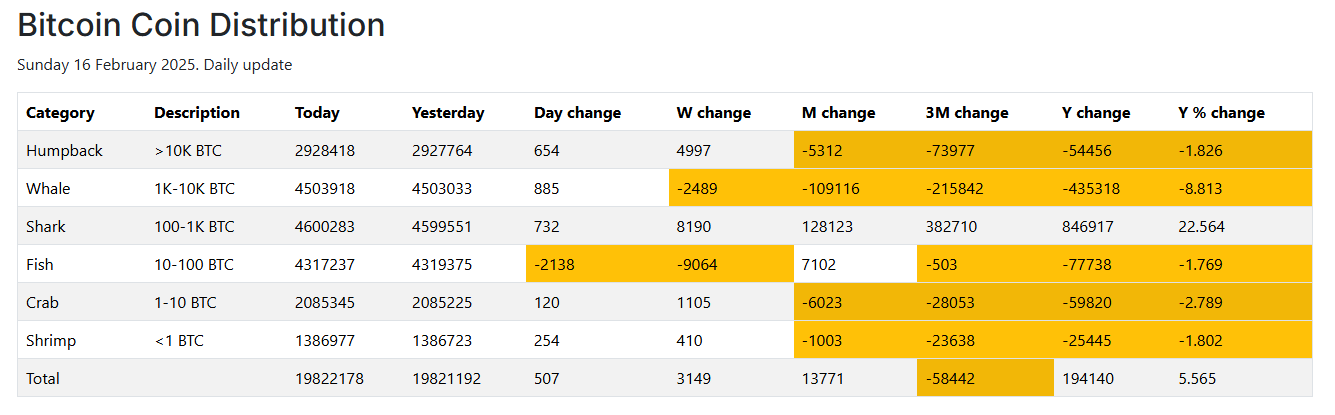 Bitcoin Coin Distribution
Sunday 16 February 2025. Daily update
Category Description Today Yesterday Day change W change M change 3M change Y change Y % change
Humpback >10K BTC 2928418 2927764 654 4997 -5312 -73977 -54456 -1.826
Whale 1K-10K BTC 4503918 4503033 885 -2489 -109116 -215842 -435318 -8.813
Shark 100-1K BTC 4600283 4599551 732 8190 128123 382710 846917 22.564
Fish 10-100 BTC 4317237 4319375 -2138 -9064 7102 -503 -77738 -1.769
Crab 1-10 BTC 2085345 2085225 120 1105 -6023 -28053 -59820 -2.789
Shrimp <1 BTC 1386977 1386723 254 410 -1003 -23638 -25445 -1.802
Total 19822178 19821192 507 3149 13771 -58442 194140 5.565